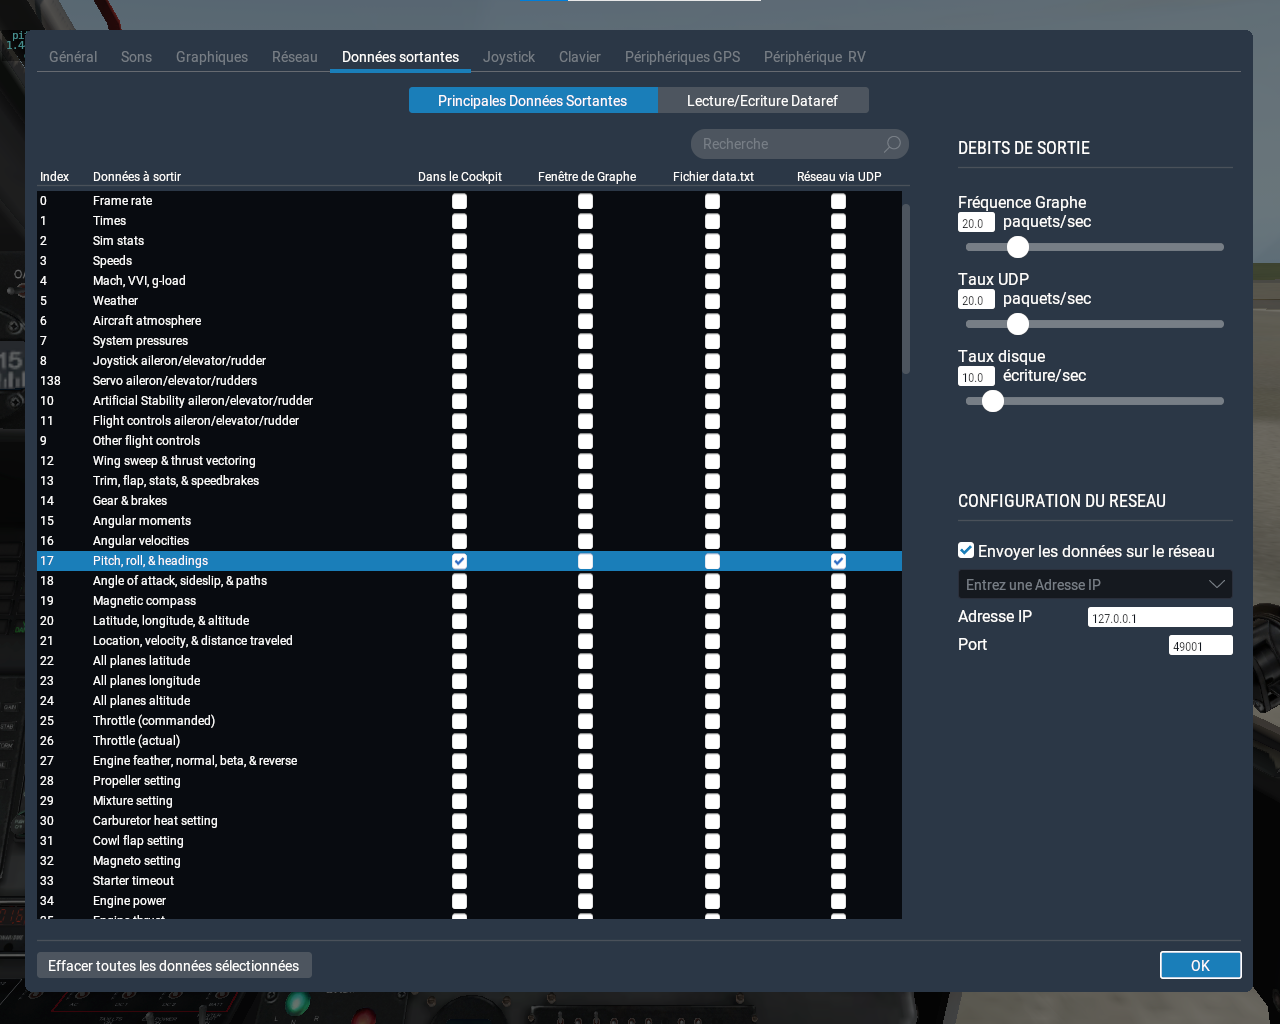 Général Sons Graphiques Réseau Données sortantes Joystick Clavier Périphériques GPS Périphérique RV
Principales Données Sortantes Lecture/Ecriture Dataref
Recherche
Index Données à sortir Dans le Cockpit Fenêtre de Graphe Fichier data.txt Réseau via UDP
0 Frame rate
1 Times
2 Sim stats
3 Speeds
4 Mach, VVI, g-load
5 Weather
6 Aircraft atmosphere
7 System pressures
8 Joystick aileron/elevator/rudder
138 Servo aileron/elevator/rudders
10 Artificial Stability aileron/elevator/rudder
11 Flight controls aileron/elevator/rudder
9 Other flight controls
12 Wing sweep & thrust vectoring
13 Trim, flap, stats, & speedbrakes
14 Gear & brakes
15 Angular moments
16 Angular velocities
17 Pitch, roll, & headings
18 Angle of attack, sideslip, & paths
19 Magnetic compass
20 Latitude, longitude, & altitude
21 Location, velocity, & distance traveled
22 All planes latitude
23 All planes longitude
24 All planes altitude
25 Throttle (commanded)
26 Throttle (actual)
27 Engine feather, normal, beta, & reverse
28 Propeller setting
29 Mixture setting
30 Carburetor heat setting
31 Cowl flap setting
32 Magneto setting
33 Starter timeout
34 Engine power
35 Engine thrust
DEBITS DE SORTIE
Fréquence Graphe
20.0 paquets/sec
Taux UDP
20.0 paquets/sec
Taux disque
10.0 écriture/sec
CONFIGURATION DU RESEAU
Envoyer les données sur le réseau
Entrez une Adresse IP
Adresse IP 127.0.0.1
Port 49001
Effacer toutes les données sélectionnées
OK